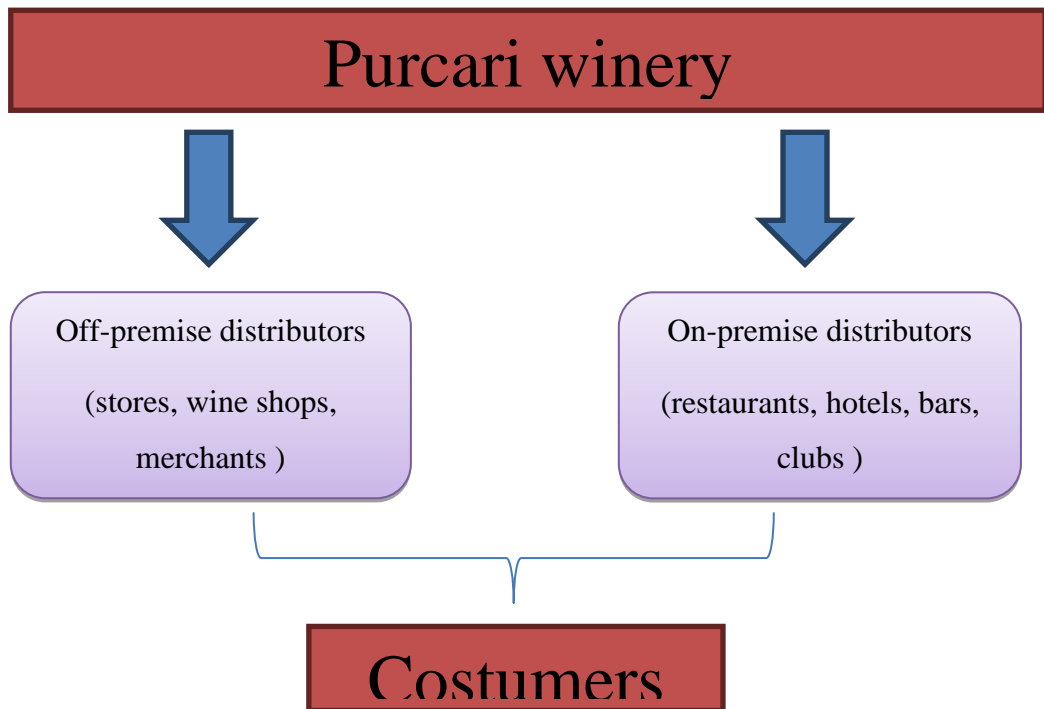 Purcari winery
Off-premise distributors
(stores, wine shops,
merchants )
On-premise distributors
(restaurants, hotels, bars,
clubs )
Costumers